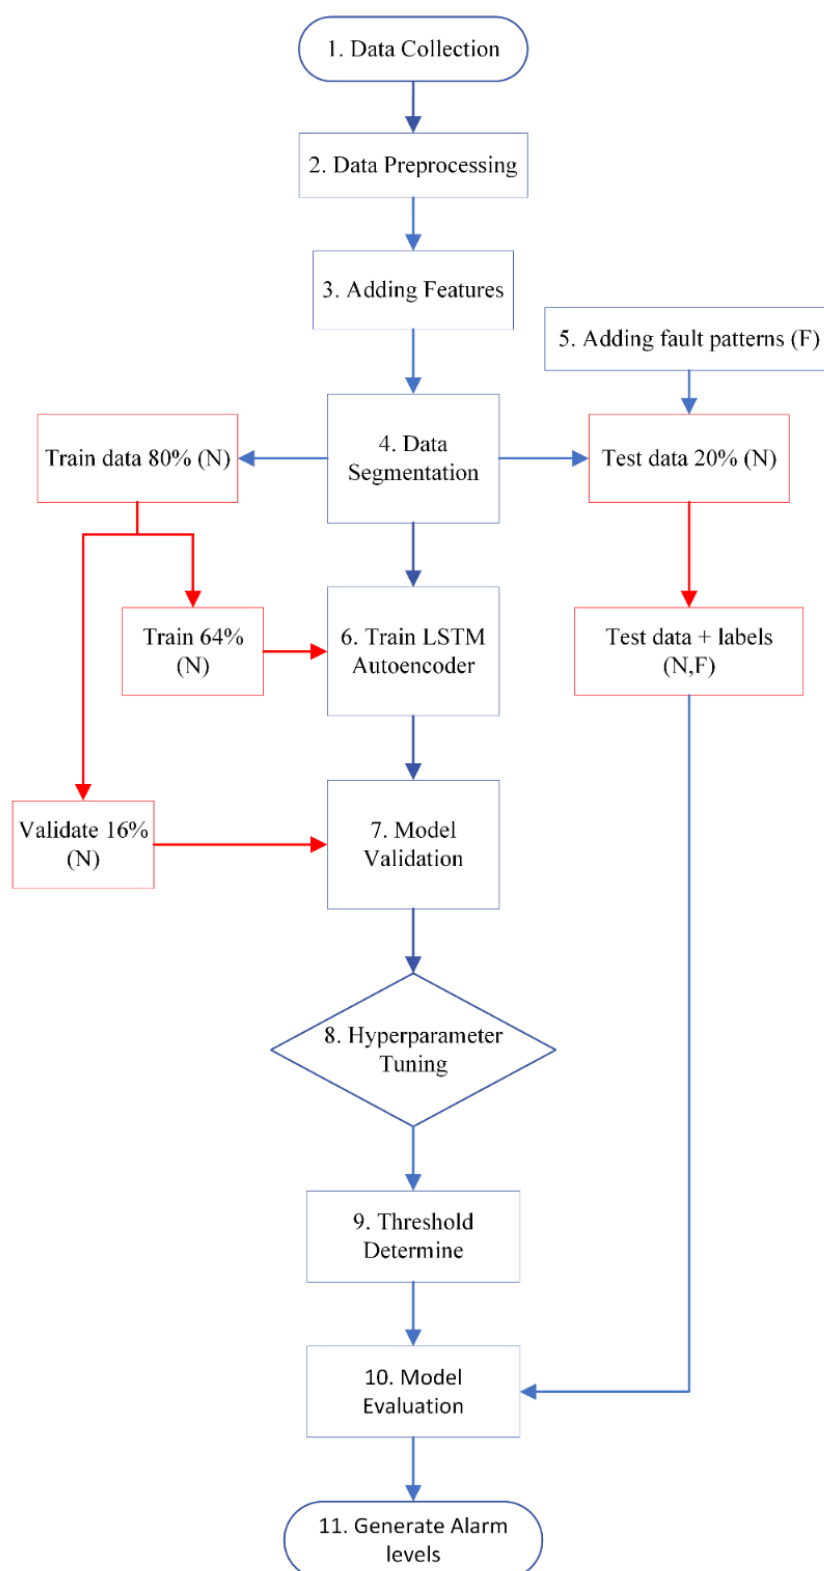 1. Data Collection
2. Data Preprocessing
3. Adding Features
5. Adding fault patterns (F)
Train data 80% (N)
4. Data
Segmentation
Test data 20% (N)
Train 64%
(N)
6. Train LSTM
Autoencoder
Test data + labels
(N,F)
Validate 16%
(N)
7. Model
Validation
8. Hyperparameter
Tuning
9. Threshold
Determine
10. Model
Evaluation
11. Generate Alarm
levels